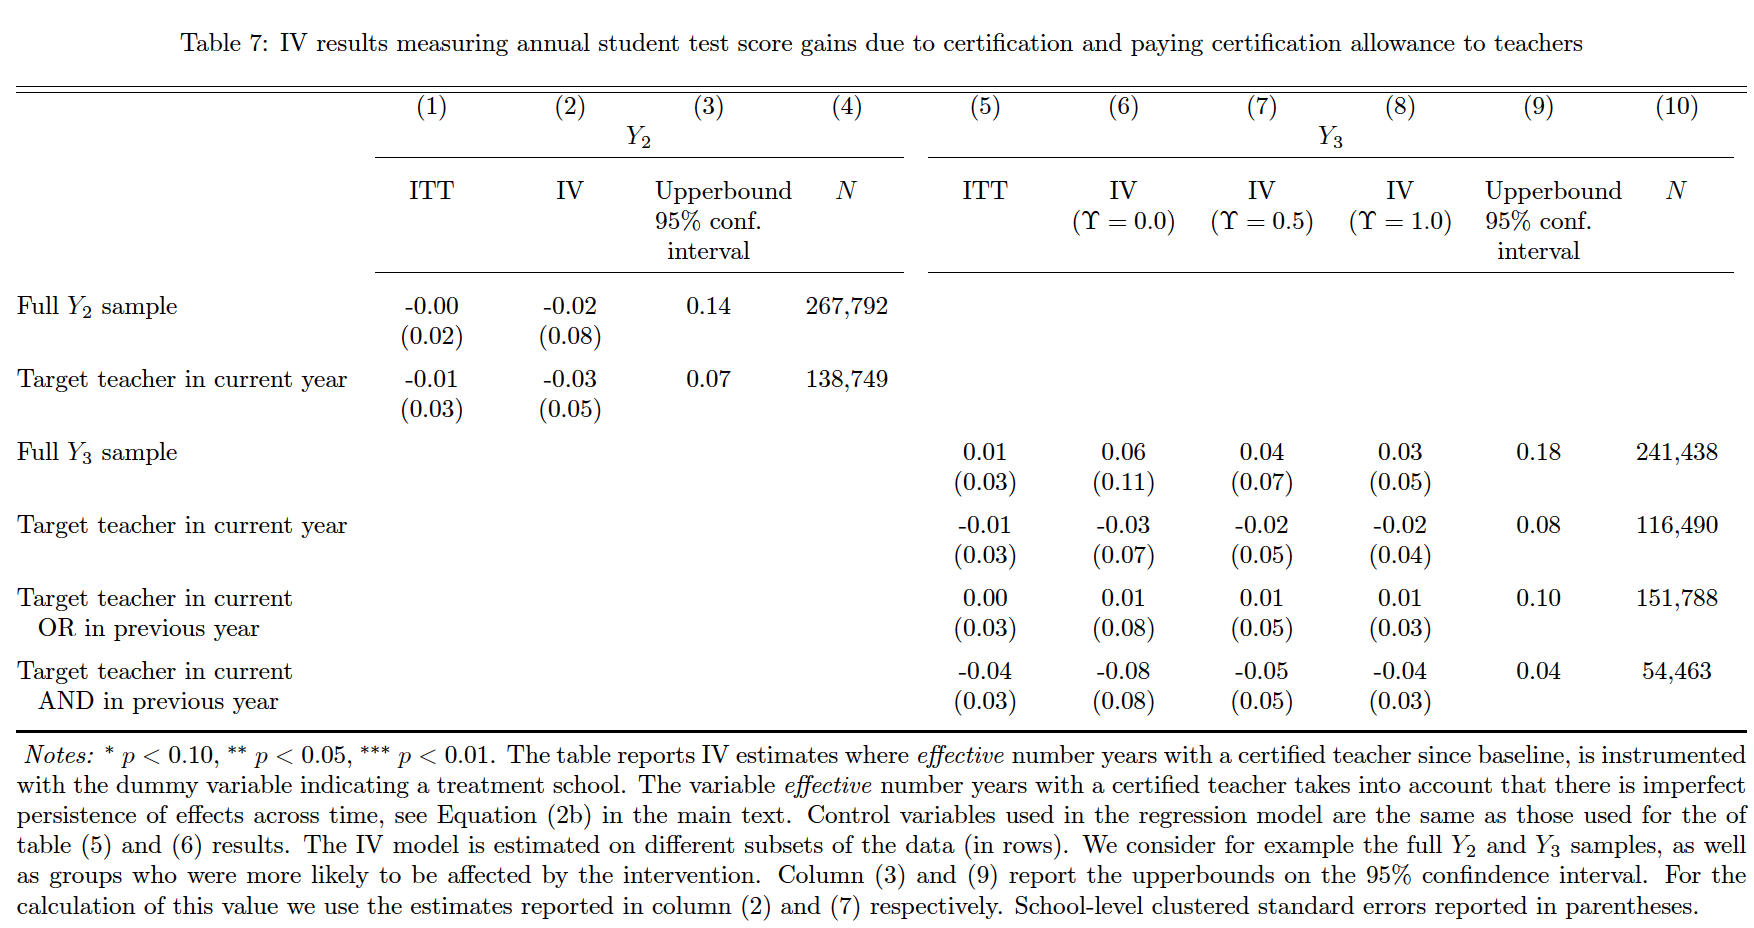 Table 7: IV results measuring annual student test score gains due to certification and paying certification allowance to teachers
(1) (2) (3) (4) (5) (6) (7) (8) (9) (10)
Y2 Y3
ITT IV Upperbound N ITT IV IV IV Upperbound N
95% conf. (ϒ = 0.0) (ϒ = 0.5) (ϒ = 1.0) 95% conf.
interval interval
Full Y2 sample -0.00 -0.02 0.14 267,792
(0.02) (0.08)
Target teacher in current year -0.01 -0.03 0.07 138,749
(0.03) (0.05)
Full Y3 sample 0.01 0.06 0.04 0.03 0.18 241,438
(0.03) (0.11) (0.07) (0.05)
Target teacher in current year -0.01 -0.03 -0.02 -0.02 0.08 116,490
(0.03) (0.07) (0.05) (0.04)
Target teacher in current 0.00 0.01 0.01 0.01 0.10 151,788
OR in previous year (0.03) (0.08) (0.05) (0.03)
Target teacher in current -0.04 -0.08 -0.05 -0.04 0.04 54,463
AND in previous year (0.03) (0.08) (0.05) (0.03)
Notes: * p < 0.10, ** p < 0.05, *** p < 0.01. The table reports IV estimates where effective number years with a certified teacher since baseline, is instrumented
with the dummy variable indicating a treatment school. The variable effective number years with a certified teacher takes into account that there is imperfect
persistence of effects across time, see Equation (2b) in the main text. Control variables used in the regression model are the same as those used for the of
table (5) and (6) results. The IV model is estimated on different subsets of the data (in rows). We consider for example the full Y2 and Y3 samples, as well
as groups who were more likely to be affected by the intervention. Column (3) and (9) report the upperbounds on the 95% confindence interval. For the
calculation of this value we use the estimates reported in column (2) and (7) respectively. School-level clustered standard errors reported in parentheses.